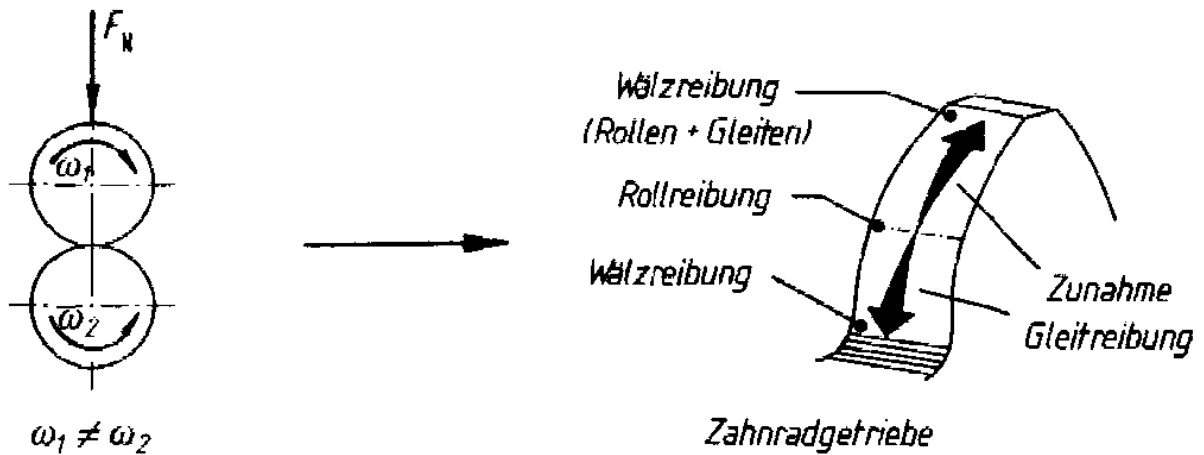 F_N
ω₁
ω₂
ω₁ ≠ ω₂
Wälzreibung
(Rollen + Gleiten)
Rollreibung
Wälzreibung
Zunahme
Gleitreibung
Zahnradgetriebe